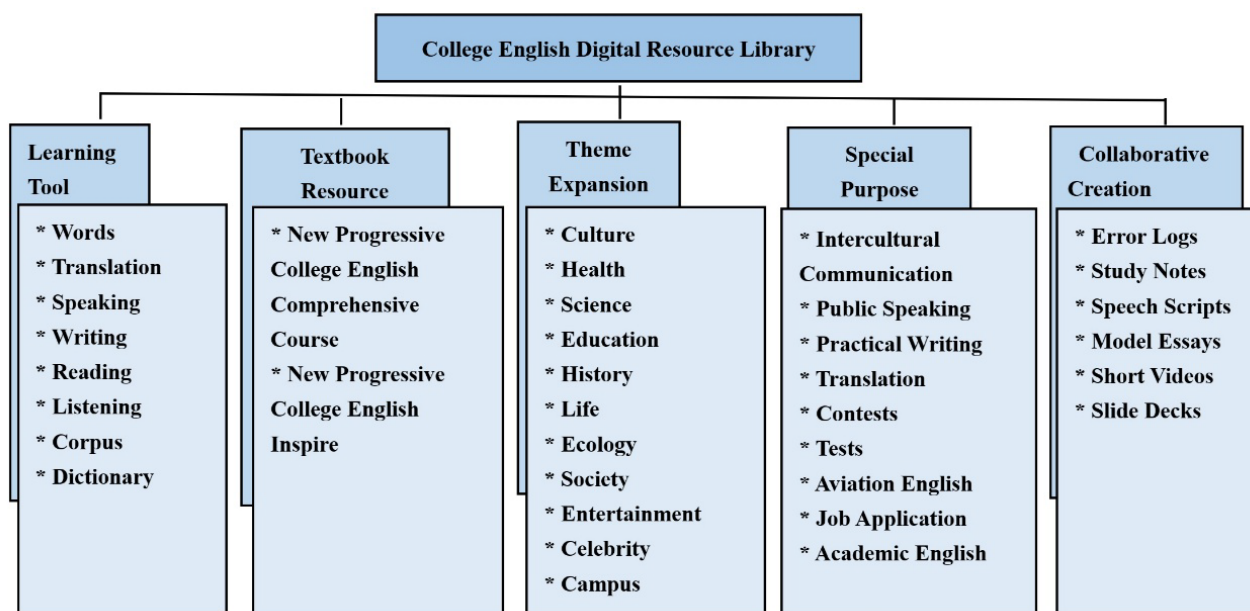 College English Digital Resource Library
Learning
Tool
* Words
* Translation
* Speaking
* Writing
* Reading
* Listening
* Corpus
* Dictionary
Textbook
Resource
* New Progressive
College English
Comprehensive
Course
* New Progressive
College English
Inspire
Theme
Expansion
* Culture
* Health
* Science
* Education
* History
* Life
* Ecology
* Society
* Entertainment
* Celebrity
* Campus
Special
Purpose
* Intercultural
Communication
* Public Speaking
* Practical Writing
* Translation
* Contests
* Tests
* Aviation English
* Job Application
* Academic English
Collaborative
Creation
* Error Logs
* Study Notes
* Speech Scripts
* Model Essays
* Short Videos
* Slide Decks